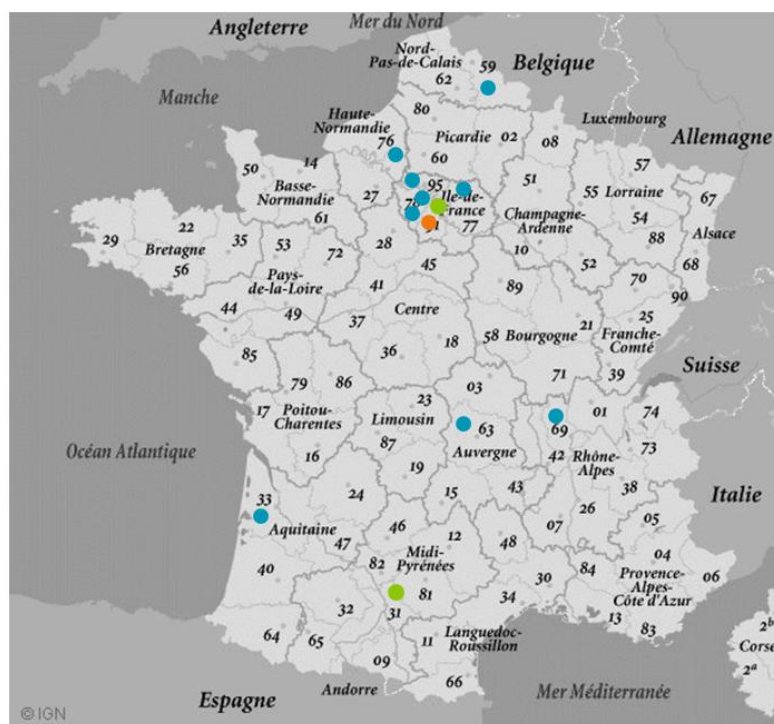 Mer du Nord
Angleterre
Nord-
Pas-de-Calais
59
Belgique
62
Manche
80
Haute-
Normandie
Luxembourg
Picardie
02
08
Allemagne
76
60
50
14
57
95
51
55
Lorraine
67
Basse-
Normandie
27
Ile-de-
France
54
61
77
Champagne-
Ardenne
88
Alsace
22
29
Bretagne
35
53
28
10
68
56
72
45
52
70
Pays-
de-la-Loire
41
89
90
44
49
Centre
25
37
21
Franche-
Comté
18
58
Bourgogne
85
36
Suisse
39
79
86
03
71
23
17
Poitou-
Charentes
Limousin
01
74
63
69
87
Auvergne
42
Rhône-
Alpes
73
Océan Atlantique
16
19
38
33
24
15
43
Italie
26
Aquitaine
46
12
07
05
47
48
Midi-
Pyrénées
04
40
82
30
84
Provence-
Alpes-
Côte d'Azur
06
32
81
34
31
13
83
64
65
11
Languedoc-
Roussillon
2b
Corse
09
2a
66
Andorre
Espagne
Mer Méditerranée
© IGN